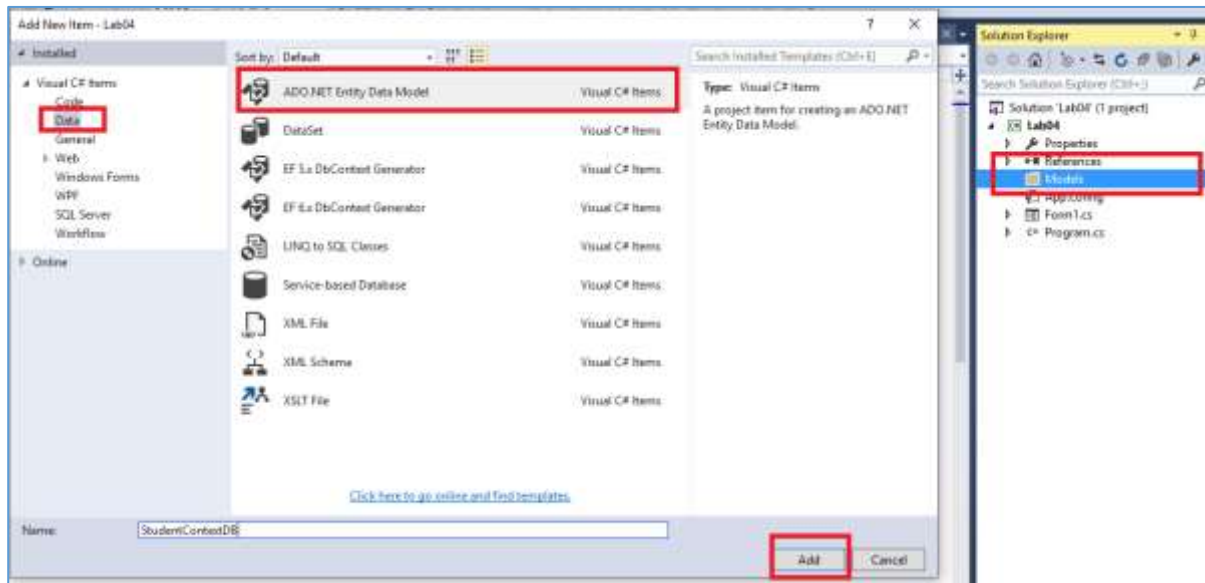 Add New Item - Lab04
? ×
Installed
Sort by: Default
Search Installed Templates (Ctrl+E)
Visual C# Items
Code
Data
General
Web
Windows Forms
WPF
SQL Server
Workflow
Online
ADO.NET Entity Data Model Visual C# Items
DataSet Visual C# Items
EF 5.x DbContext Generator Visual C# Items
EF 6.x DbContext Generator Visual C# Items
LINQ to SQL Classes Visual C# Items
Service-based Database Visual C# Items
XML File Visual C# Items
XML Schema Visual C# Items
XSLT File Visual C# Items
Click here to go online and find templates.
Type: Visual C# Items
A project item for creating an ADO.NET
Entity Data Model.
Name: StudentContextDB
Add Cancel
Solution Explorer
Search Solution Explorer (Ctrl+;)
Solution 'Lab04' (1 project)
C# Lab04
Properties
References
Models
App.config
Form1.cs
C# Program.cs